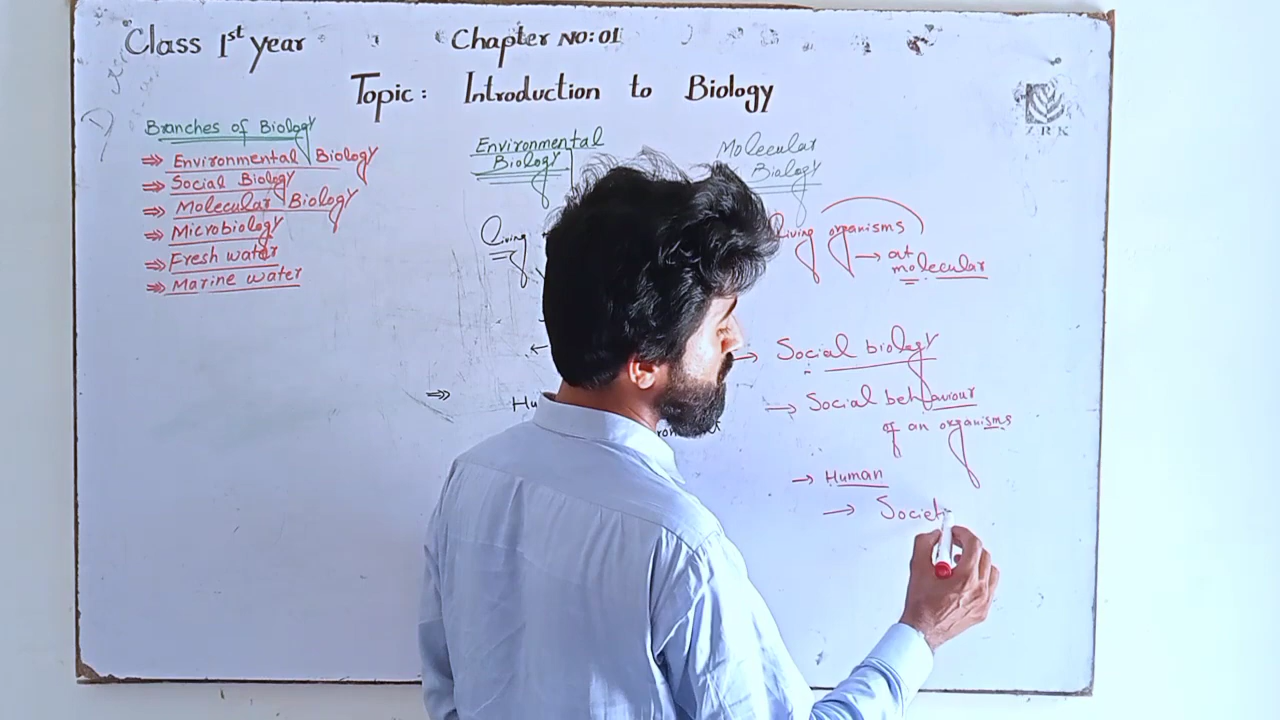 Class 1st year
Chapter NO: 01
Topic: Introduction to Biology
ZRK
Branches of Biology
⇒ Environmental Biology
⇒ Social Biology
⇒ Molecular Biology
⇒ Microbiology
⇒ Fresh water
⇒ Marine water
Environmental
Biology
Living
⇒
←
Molecular
Bialogy
Living organisms
→ at
molecular
→ Social biology
→ Social behaviour
of an organisms
→ Human
→ Societ